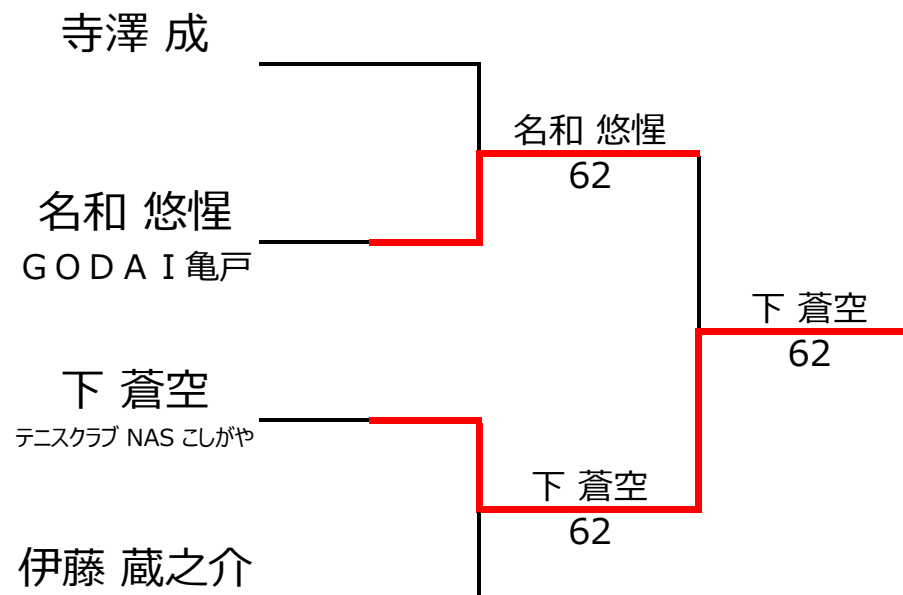 寺澤 成
名和 悠惺
62
名和 悠惺
ＧＯＤＡＩ亀戸
下 蒼空
62
下 蒼空
テニスクラブ NAS こしがや
下 蒼空
62
伊藤 蔵之介